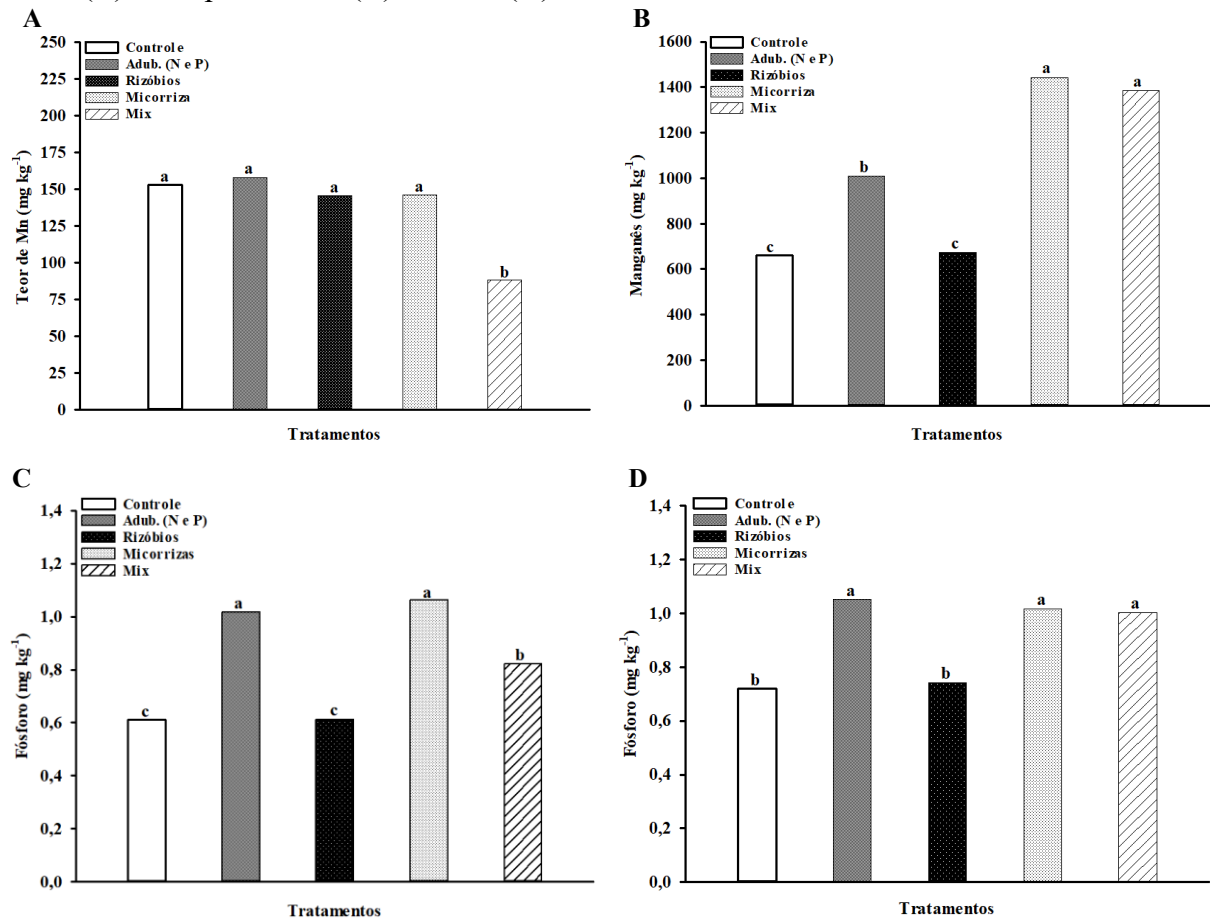 A
Teor de Mn (mg kg-1)
250
225
200
175
150
125
100
75
50
25
0
Controle
Adub. (N e P)
Rizóbios
Micorriza
Mix
a
a
a
a
b
Tratamentos
B
Manganês (mg kg-1)
1600
1400
1200
1000
800
600
400
200
0
Controle
Adub. (N e P)
Rizóbios
Micorriza
Mix
c
b
c
a
a
Tratamentos
C
Fósforo (mg kg-1)
1,4
1,2
1,0
0,8
0,6
0,4
0,2
0,0
Controle
Adub. (N e P)
Rizóbios
Micorrizas
Mix
c
a
c
a
b
Tratamentos
D
Fósforo (mg kg-1)
1,4
1,2
1,0
0,8
0,6
0,4
0,2
0,0
Controle
Adub. (N e P)
Rizóbios
Micorrizas
Mix
b
a
b
a
a
Tratamentos